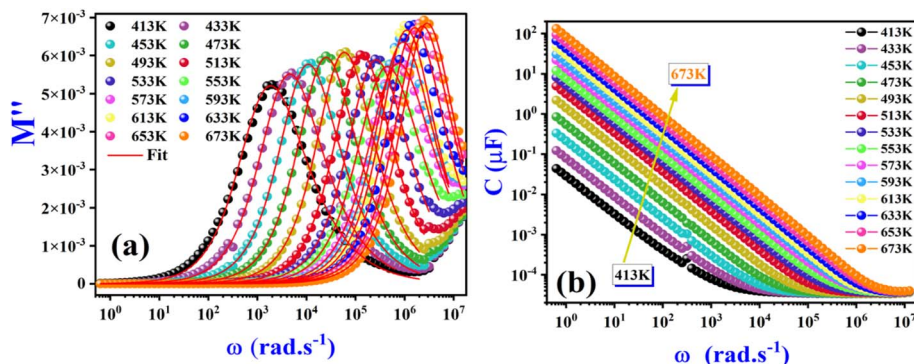 M''
7×10⁻³
6×10⁻³
5×10⁻³
4×10⁻³
3×10⁻³
2×10⁻³
1×10⁻³
0
413K 433K
453K 473K
493K 513K
533K 553K
573K 593K
613K 633K
653K 673K
Fit
(a)
10⁰ 10¹ 10² 10³ 10⁴ 10⁵ 10⁶ 10⁷
ω (rad.s⁻¹)
C (μF)
10²
10¹
10⁰
10⁻¹
10⁻²
10⁻³
10⁻⁴
673K
413K
(b)
413K
433K
453K
473K
493K
513K
533K
553K
573K
593K
613K
633K
653K
673K
10⁰ 10¹ 10² 10³ 10⁴ 10⁵ 10⁶ 10⁷
ω (rad.s⁻¹)